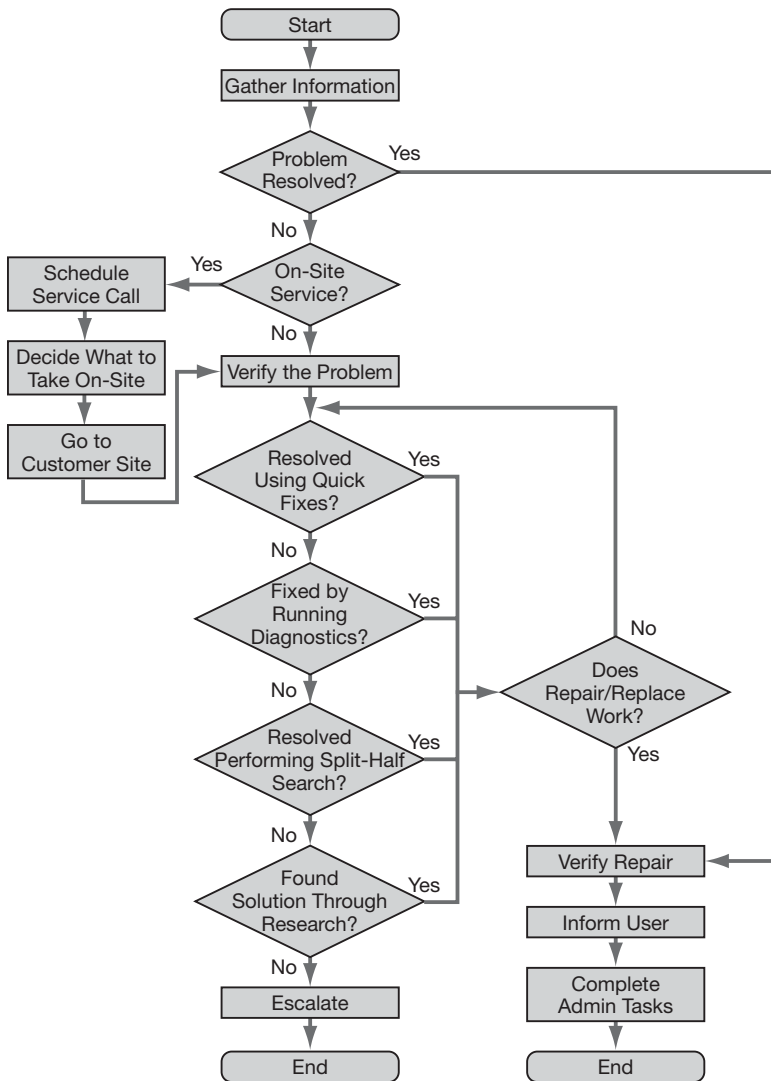 Start
Gather Information
Problem
Resolved?
Yes
No
On-Site
Service?
Yes
Schedule
Service Call
Decide What to
Take On-Site
Go to
Customer Site
No
Verify the Problem
Resolved
Using Quick
Fixes?
Yes
No
Fixed by
Running
Diagnostics?
Yes
No
Resolved
Performing Split-Half
Search?
Yes
No
Found
Solution Through
Research?
Yes
No
Escalate
End
Does
Repair/Replace
Work?
No
Yes
Verify Repair
Inform User
Complete
Admin Tasks
End